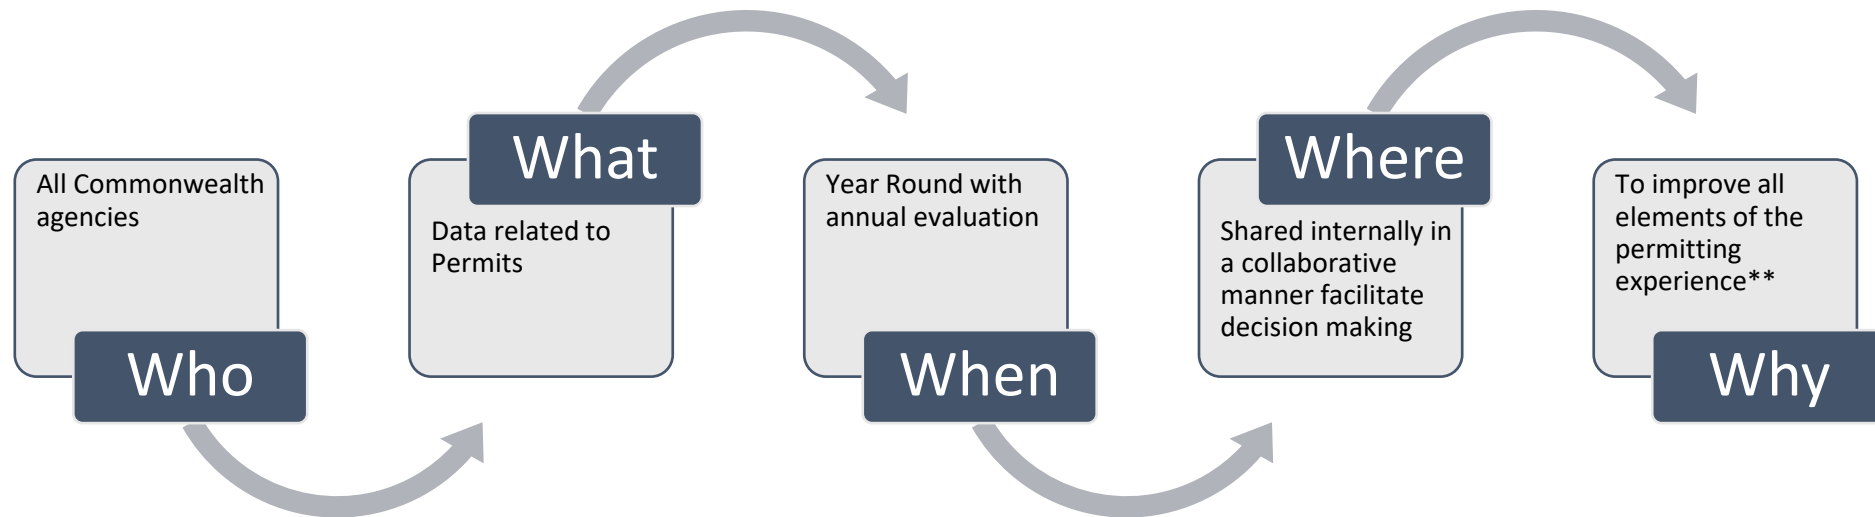 All Commonwealth
agencies
Who
What
Data related to
Permits
Year Round with
annual evaluation
When
Where
Shared internally in
a collaborative
manner facilitate
decision making
To improve all
elements of the
permitting
experience**
Why